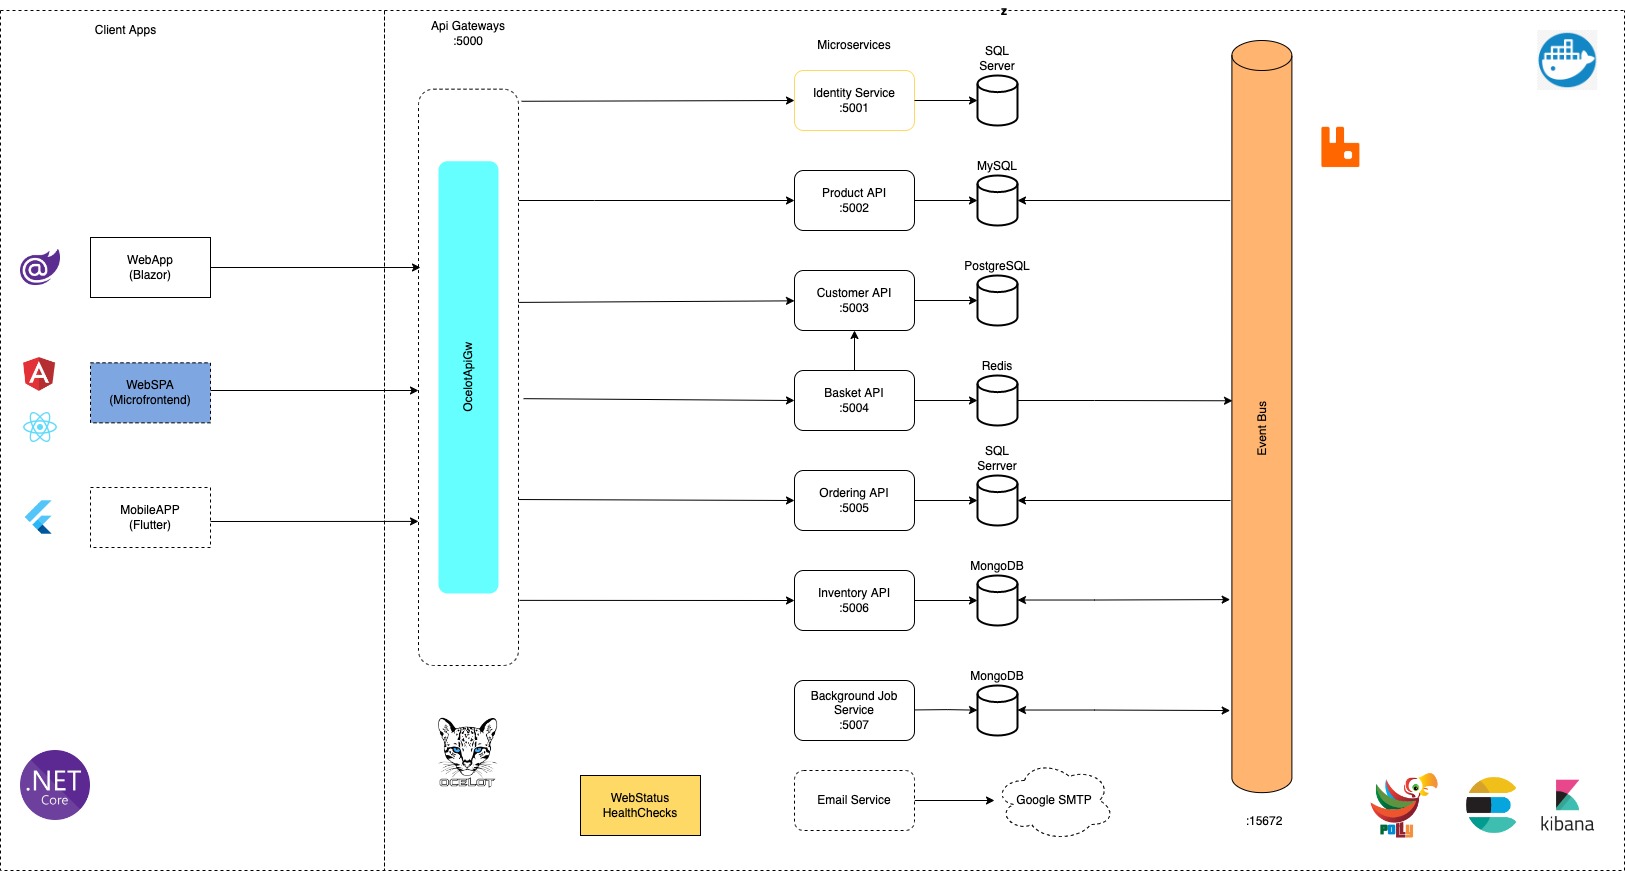 z
Client Apps
Api Gateways
:5000
Microservices
SQL
Server
Identity Service
:5001
MySQL
Product API
:5002
WebApp
(Blazor)
PostgreSQL
Customer API
:5003
OcelotApiGw
WebSPA
(Microfrontend)
Redis
Basket API
:5004
Event Bus
SQL
Serrver
Ordering API
:5005
MobileAPP
(Flutter)
MongoDB
Inventory API
:5006
MongoDB
Background Job
Service
:5007
OCELOT
.NET
Core
WebStatus
HealthChecks
Email Service
Google SMTP
:15672
POLLY
kibana